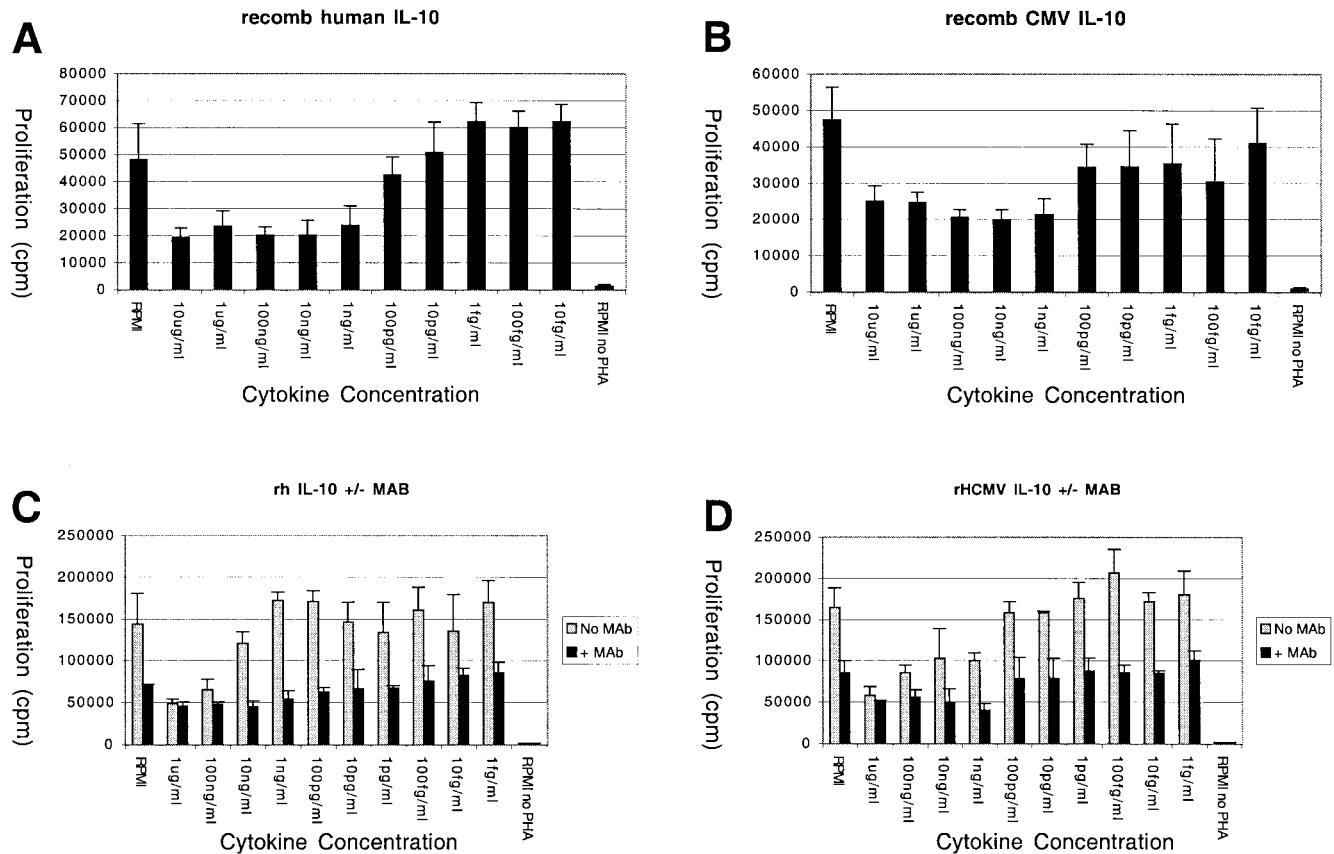 A
recomb human IL-10
Proliferation (cpm)
80000
70000
60000
50000
40000
30000
20000
10000
0
RPMI
10ug/ml
1ug/ml
100ng/ml
10ng/ml
1ng/ml
100pg/ml
10pg/ml
1fg/ml
100fg/ml
10fg/ml
RPMI no PHA
Cytokine Concentration
B
recomb CMV IL-10
Proliferation (cpm)
60000
50000
40000
30000
20000
10000
0
RPMI
10ug/ml
1ug/ml
100ng/ml
10ng/ml
1ng/ml
100pg/ml
10pg/ml
1fg/ml
100fg/ml
10fg/ml
RPMI no PHA
Cytokine Concentration
C
rh IL-10 +/- MAB
Proliferation (cpm)
250000
200000
150000
100000
50000
0
RPMI
1ug/ml
100ng/ml
10ng/ml
1ng/ml
100pg/ml
10pg/ml
1pg/ml
100fg/ml
10fg/ml
1fg/ml
RPMI no PHA
Cytokine Concentration
No MAb
+ MAb
D
rHCMV IL-10 +/- MAB
Proliferation (cpm)
250000
200000
150000
100000
50000
0
RPMI
1ug/ml
100ng/ml
10ng/ml
1ng/ml
100pg/ml
10pg/ml
1pg/ml
100fg/ml
10fg/ml
1fg/ml
RPMI no PHA
Cytokine Concentration
No MAb
+ MAb